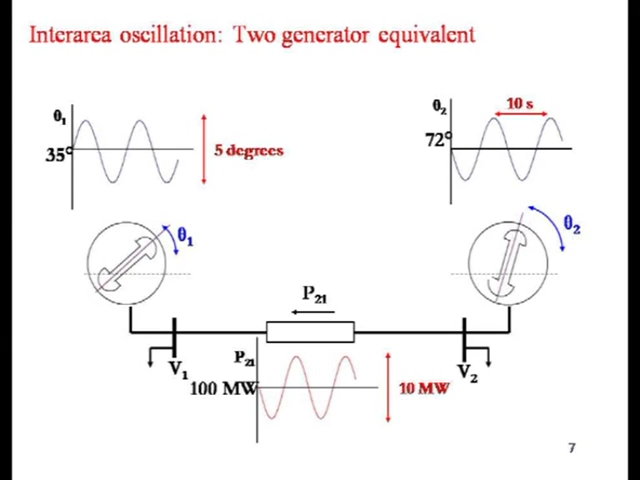 Interarea oscillation: Two generator equivalent
θ₁
35°
5 degrees
θ₂
72°
10 s
θ₁
θ₂
P₂₁
V₁
V₂
P₂₁
100 MW
10 MW
7